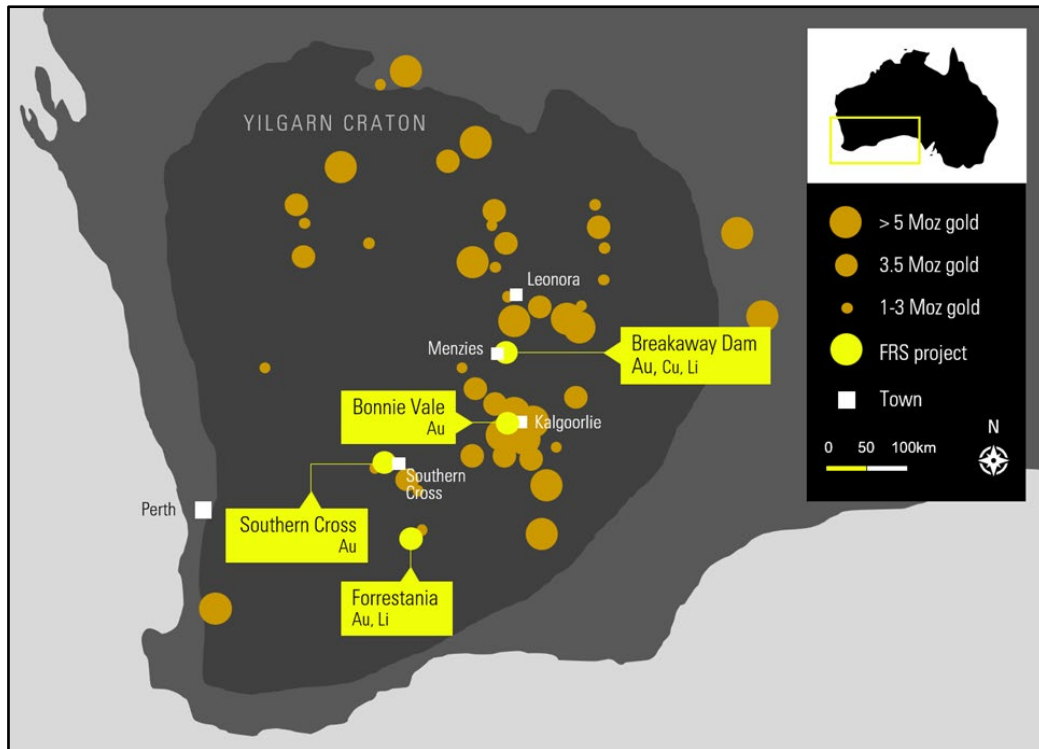 YILGARN CRATON
Leonora
Menzies
Breakaway Dam
Au, Cu, Li
Bonnie Vale
Au
Kalgoorlie
Southern
Cross
Perth
Southern Cross
Au
Forrestania
Au, Li
> 5 Moz gold
3.5 Moz gold
1-3 Moz gold
FRS project
Town
N
0 50 100km